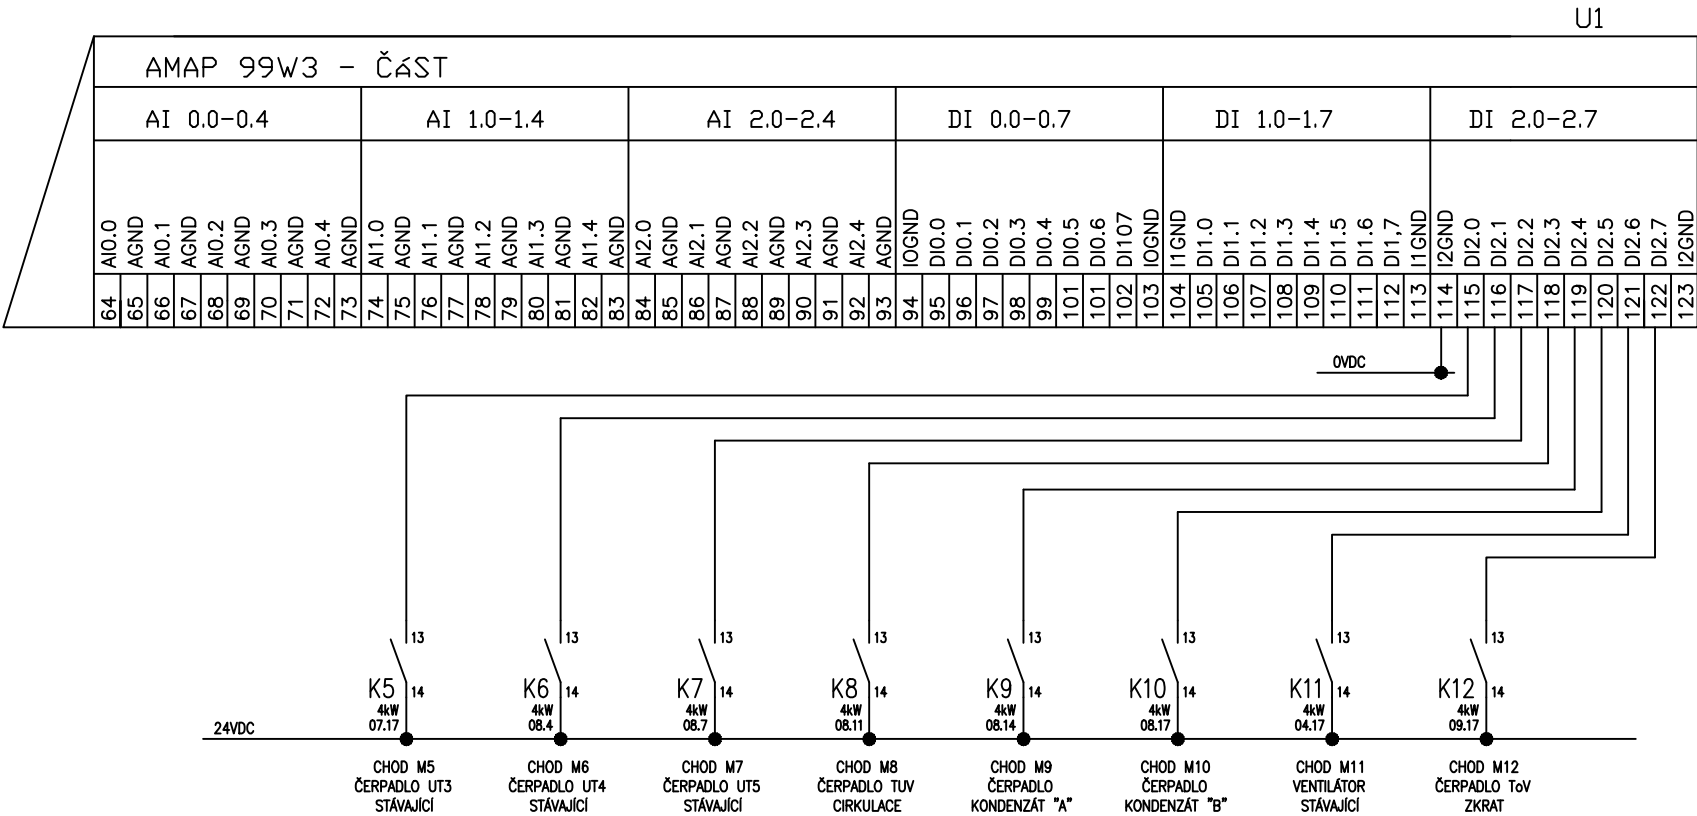 U1
AMAP 99W3 - ČáST
AI 0.0-0.4 AI 1.0-1.4 AI 2.0-2.4 DI 0.0-0.7 DI 1.0-1.7 DI 2.0-2.7
AI0.0 AGND AI0.1 AGND AI0.2 AGND AI0.3 AGND AI0.4 AGND AI1.0 AGND AI1.1 AGND AI1.2 AGND AI1.3 AGND AI1.4 AGND AI2.0 AGND AI2.1 AGND AI2.2 AGND AI2.3 AGND AI2.4 AGND I0GND DI0.0 DI0.1 DI0.2 DI0.3 DI0.4 DI0.5 DI0.6 DI107 I0GND I1GND DI1.0 DI1.1 DI1.2 DI1.3 DI1.4 DI1.5 DI1.6 DI1,7 I1GND I2GND DI2.0 DI2.1 DI2.2 DI2.3 DI2.4 DI2.5 DI2.6 DI2.7 I2GND
64 65 66 67 68 69 70 71 72 73 74 75 76 77 78 79 80 81 82 83 84 85 86 87 88 89 90 91 92 93 94 95 96 97 98 99 101 101 102 103 104 105 106 107 108 109 110 111 112 113 114 115 116 117 118 119 120 121 122 123
0VDC
13 13 13 13 13 13 13 13
K5 14 K6 14 K7 14 K8 14 K9 14 K10 14 K11 14 K12 14
4kW 4kW 4kW 4kW 4kW 4kW 4kW 4kW
07.17 08.4 08.7 08.11 08.14 08.17 04.17 09.17
24VDC
CHOD M5 CHOD M6 CHOD M7 CHOD M8 CHOD M9 CHOD M10 CHOD M11 CHOD M12
ČERPADLO UT3 ČERPADLO UT4 ČERPADLO UT5 ČERPADLO TUV ČERPADLO ČERPADLO VENTILÁTOR ČERPADLO ToV
STÁVAJÍCÍ STÁVAJÍCÍ STÁVAJÍCÍ CIRKULACE KONDENZÁT "A" KONDENZÁT "B" STÁVAJÍCÍ ZKRAT